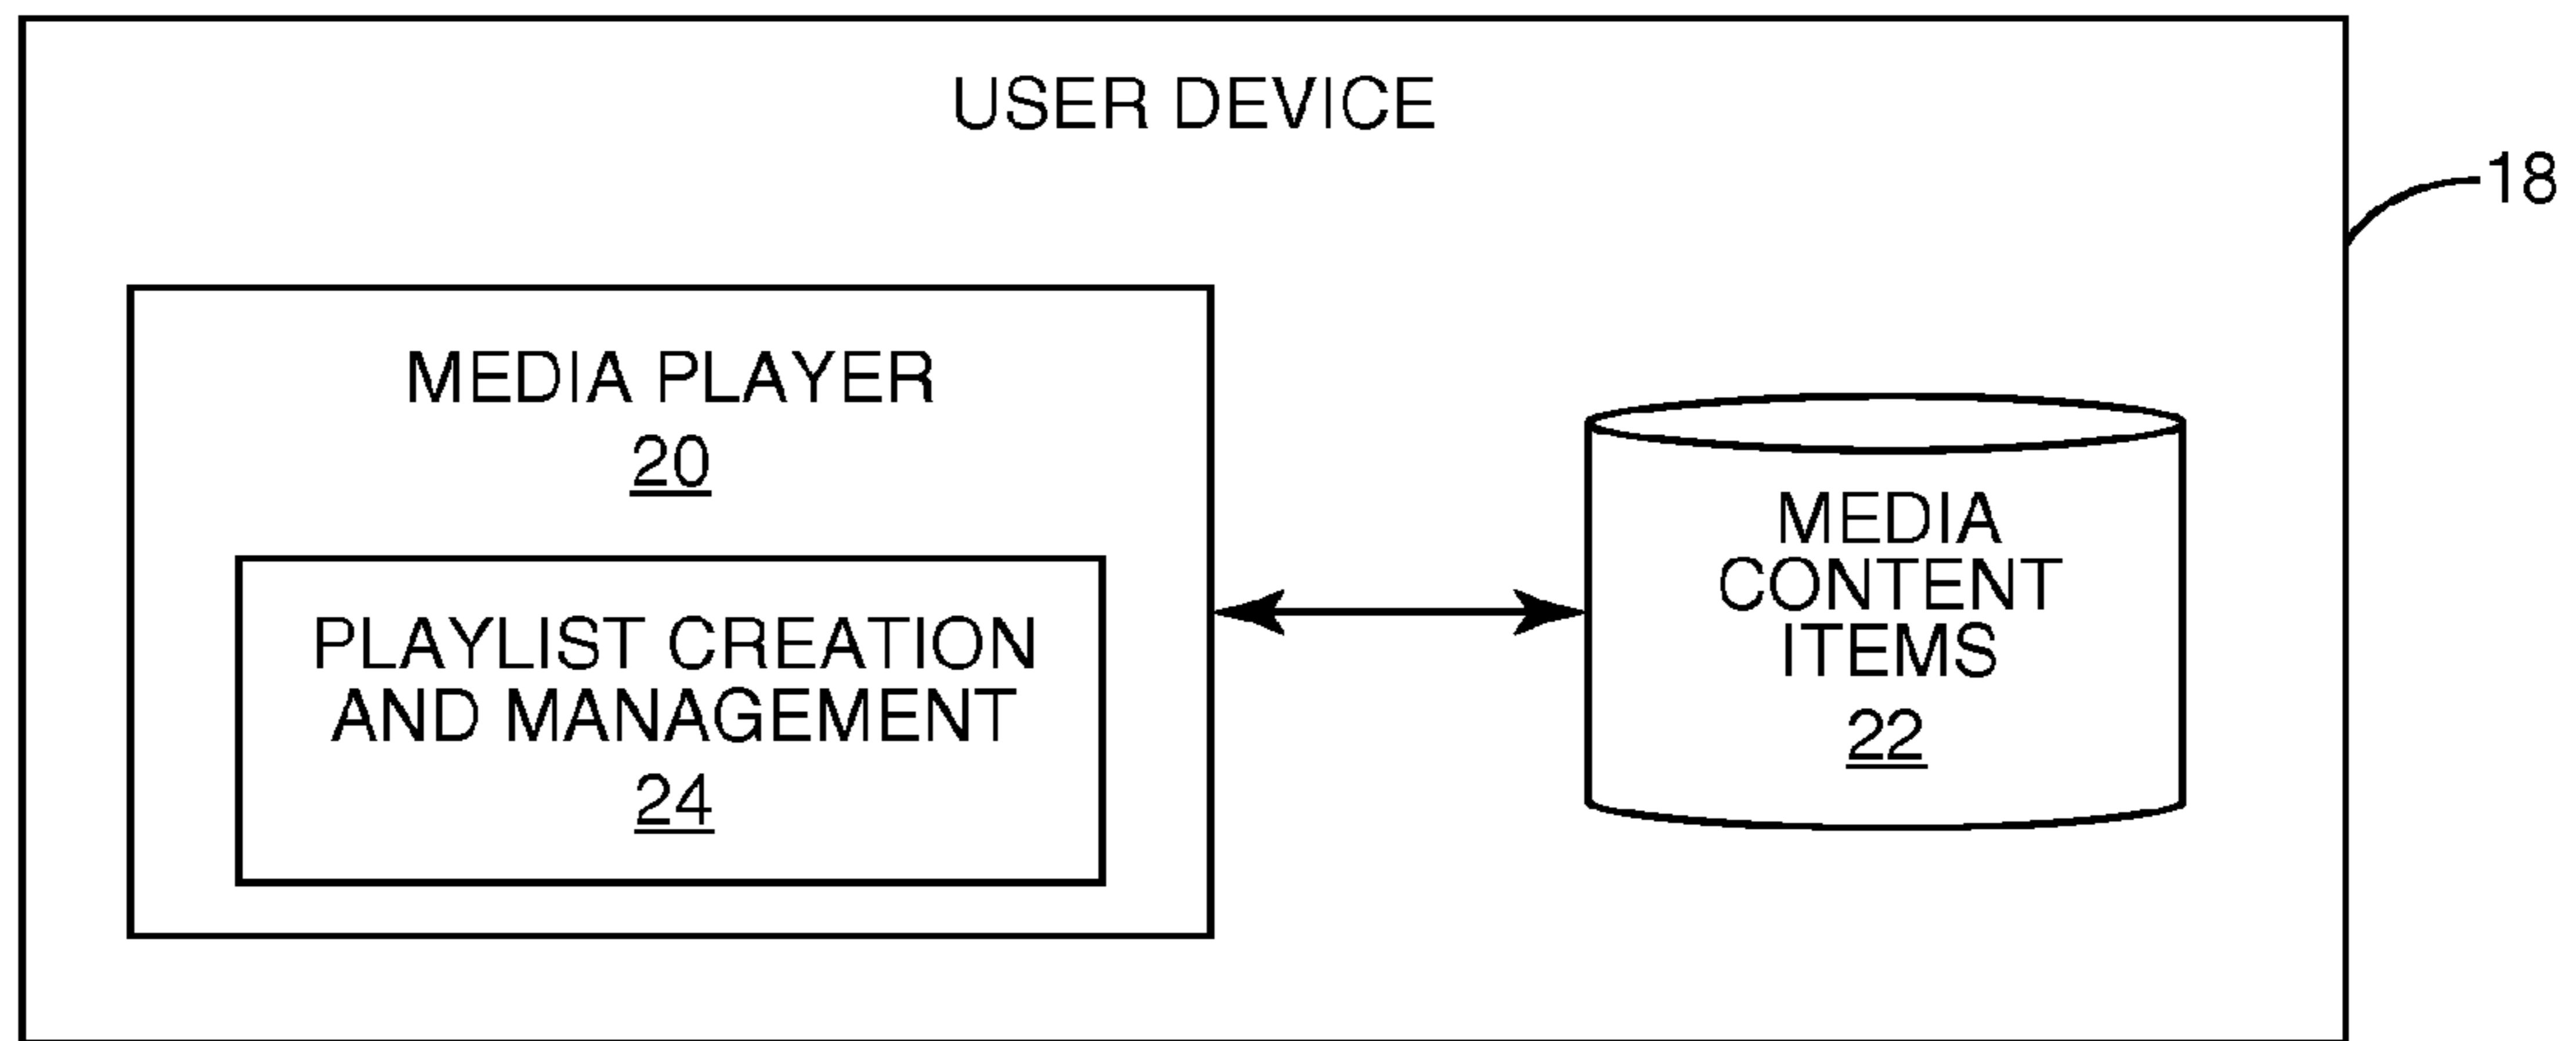 USER DEVICE
18
MEDIA PLAYER
20
PLAYLIST CREATION
AND MANAGEMENT
24
MEDIA
CONTENT
ITEMS
22